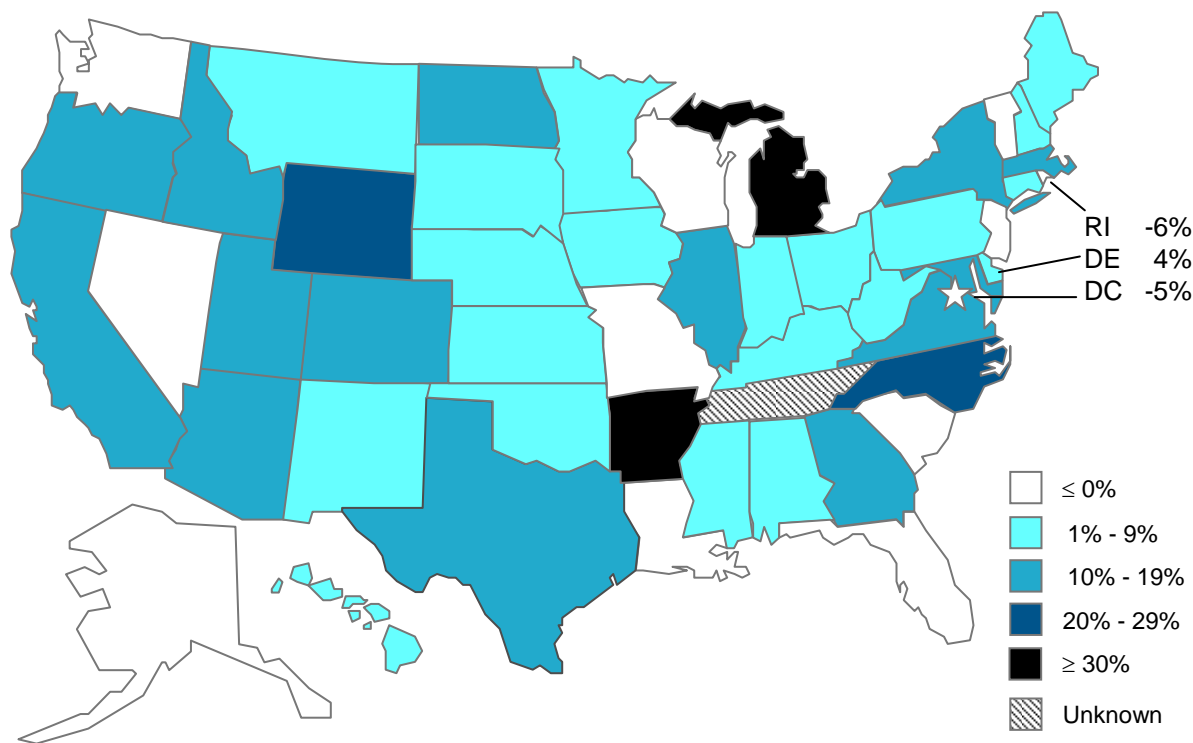 RI -6%
DE 4%
DC -5%
≤ 0%
1% - 9%
10% - 19%
20% - 29%
≥ 30%
Unknown